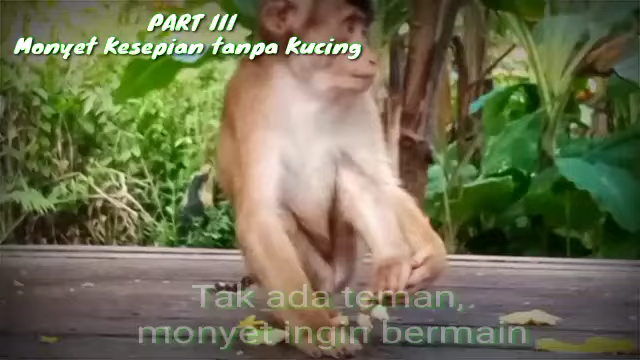 PART III
Monyet Kesepian tanpa Kucing
Tak ada teman,
monyet ingin bermain